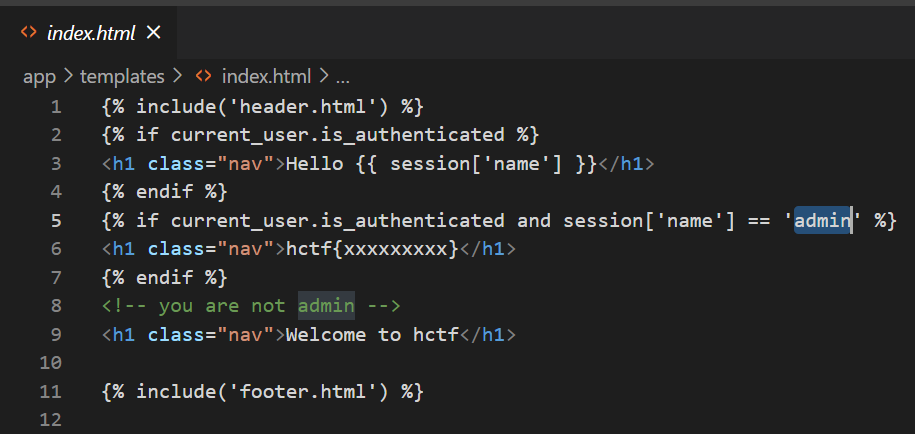 index.html
app > templates > index.html > ...
1 {% include('header.html') %}
2 {% if current_user.is_authenticated %}
3 <h1 class="nav">Hello {{ session['name'] }}</h1>
4 {% endif %}
5 {% if current_user.is_authenticated and session['name'] == 'admin' %}
6 <h1 class="nav">hctf{xxxxxxxxx}</h1>
7 {% endif %}
8 <!-- you are not admin -->
9 <h1 class="nav">Welcome to hctf</h1>
10
11 {% include('footer.html') %}
12